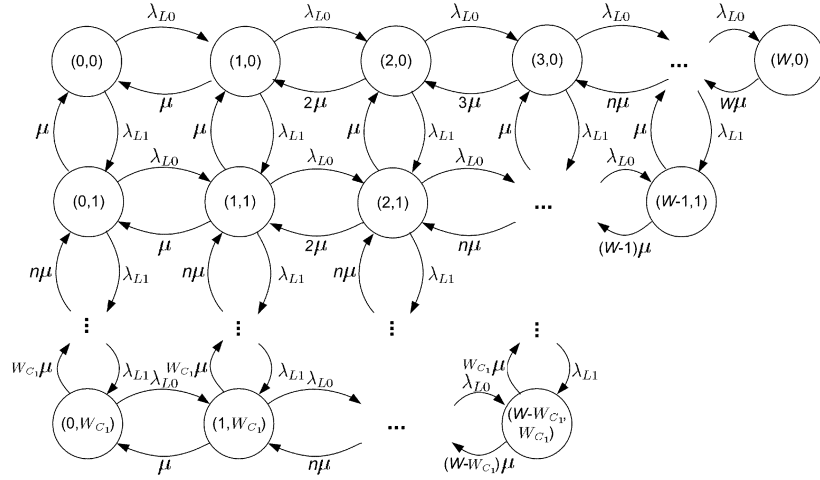 λL0 λL0 λL0 λL0 λL0
(0,0) (1,0) (2,0) (3,0) ... (W,0)
μ 2μ 3μ nμ Wμ
μ λL1 μ λL1 μ λL1 μ λL1 μ λL1
λL0 λL0 λL0 λL0
(0,1) (1,1) (2,1) ... (W-1,1)
μ 2μ nμ (W-1)μ
nμ λL1 nμ λL1 nμ λL1
... ... ... ...
WC1μ λL1 WC1μ λL1 WC1μ λL1
λL0 λL0 λL0
(0,WC1) (1,WC1) ... (W-WC1, WC1)
μ nμ (W-WC1)μ